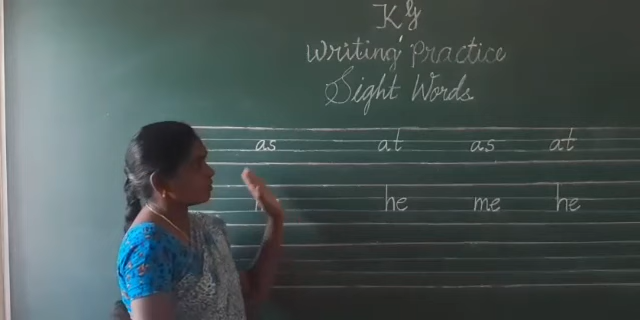 KG
Writing Practice
Sight Words
as at as at
he me he